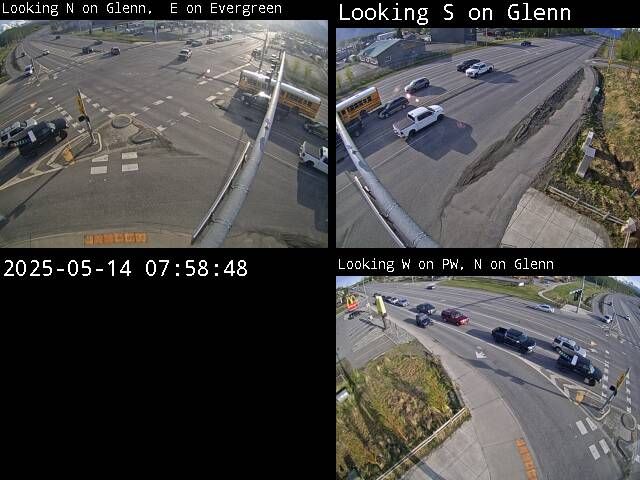 Looking N on Glenn,  E on Evergreen
Looking S on Glenn
2025-05-14 07:58:48
Looking W on PW, N on Glenn